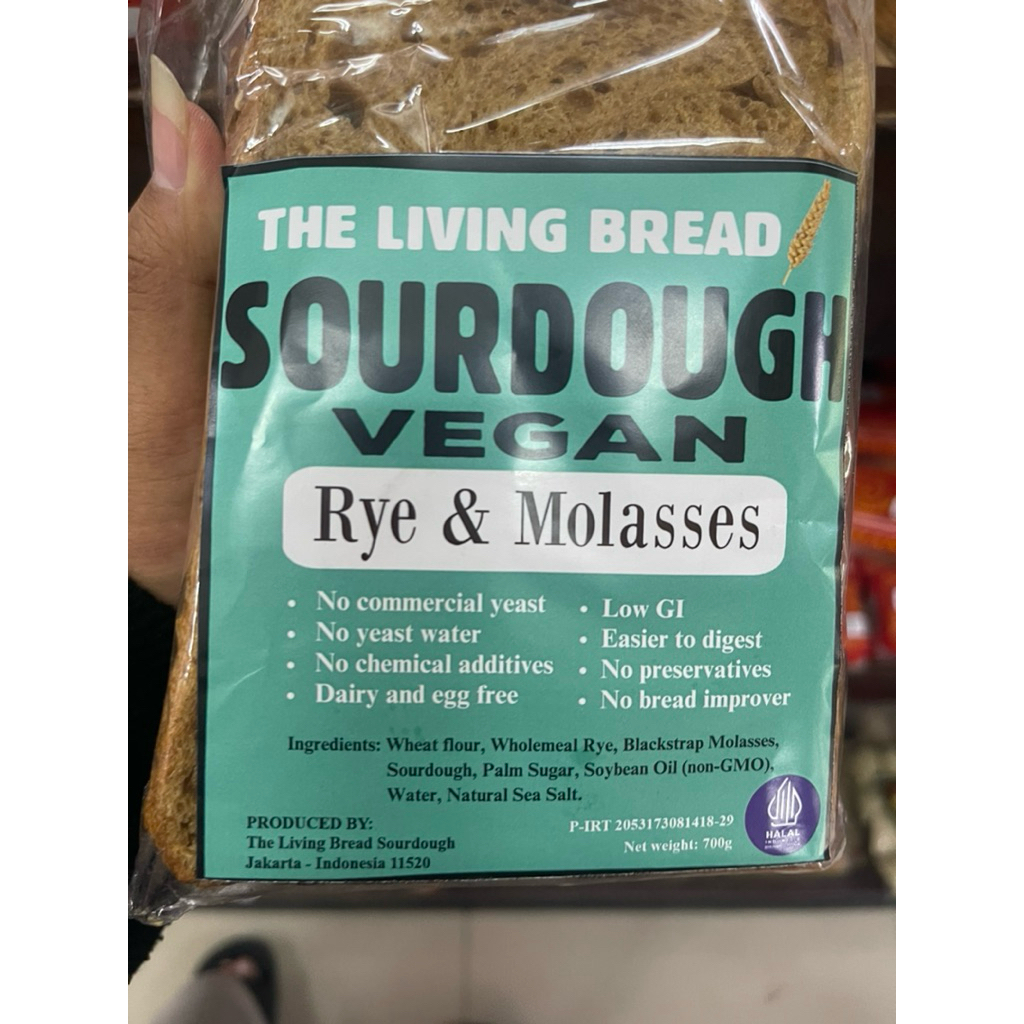 THE LIVING BREAD
SOURDOUGH
VEGAN
Rye & Molasses
• No commercial yeast
• No yeast water
• No chemical additives
• Dairy and egg free
• Low GI
• Easier to digest
• No preservatives
• No bread improver
Ingredients: Wheat flour, Wholemeal Rye, Blackstrap Molasses,
Sourdough, Palm Sugar, Soybean Oil (non-GMO),
Water, Natural Sea Salt.
PRODUCED BY:
The Living Bread Sourdough
Jakarta - Indonesia 11520
P-IRT 2053173081418-29
Net weight: 700g
HALAL